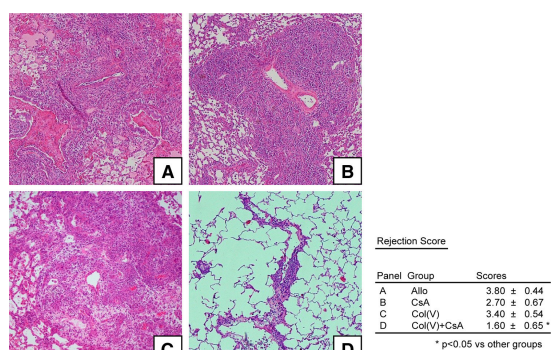 A
B
C
D
Rejection Score
Panel Group Scores
A Allo 3.80 ± 0.44
B CsA 2.70 ± 0.67
C Col(V) 3.40 ± 0.54
D Col(V)+CsA 1.60 ± 0.65 *
* p<0.05 vs other groups